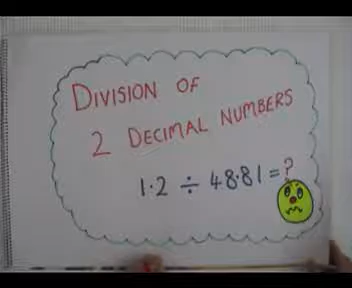 DIVISION OF
2 DECIMAL NUMBERS
1·2 ÷ 48·81 = ?